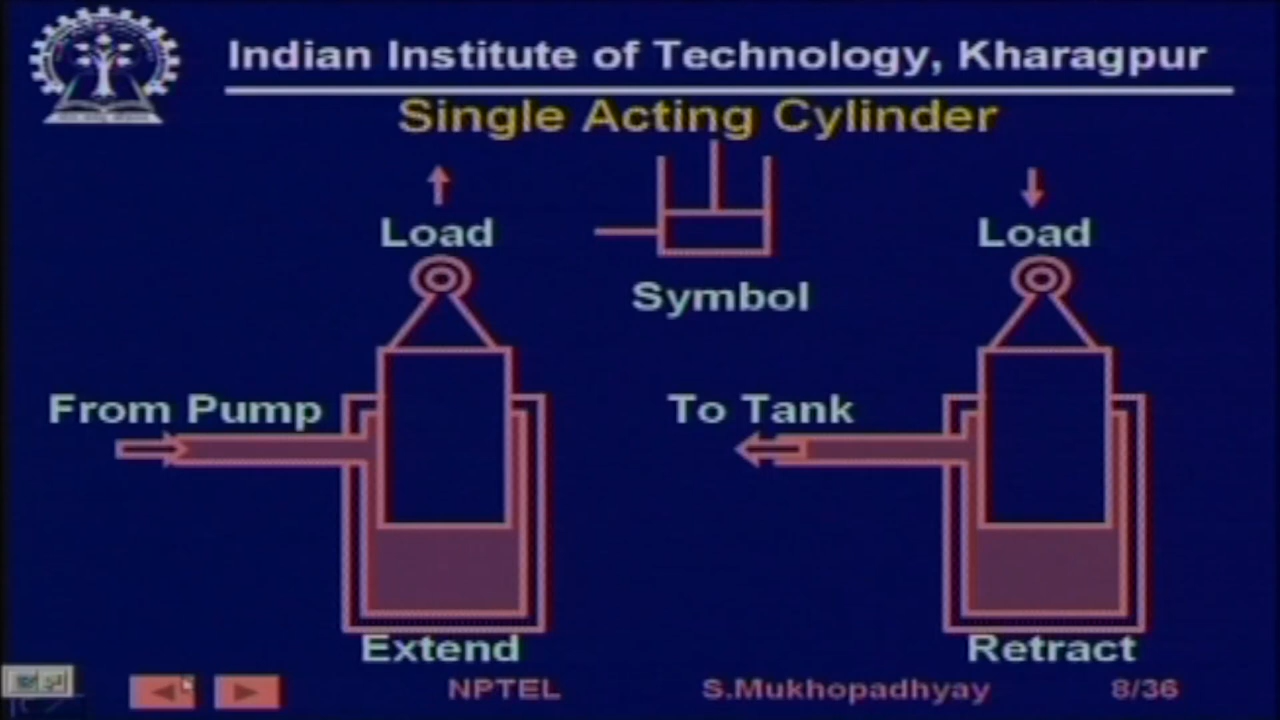 Indian Institute of Technology, Kharagpur
Single Acting Cylinder
Load
Load
Symbol
From Pump
To Tank
Extend
Retract
NPTEL
S.Mukhopadhyay
8/36